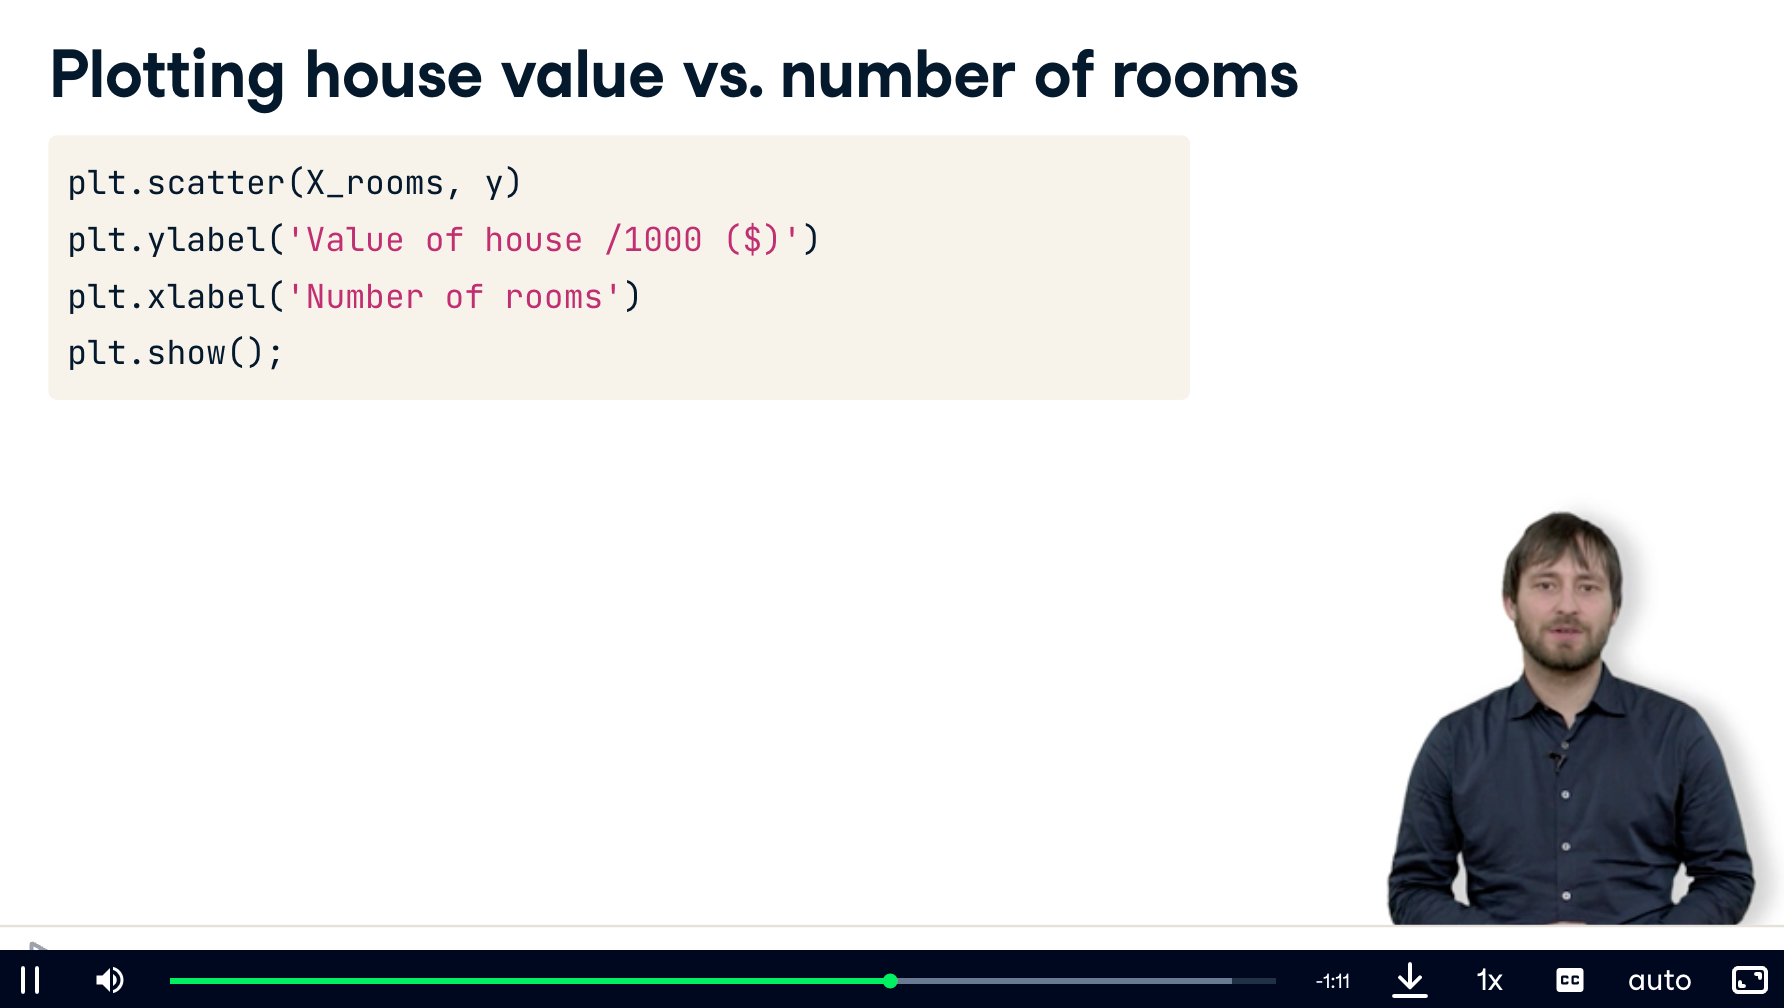 Plotting house value vs. number of rooms
plt.scatter(X_rooms, y)
plt.ylabel('Value of house /1000 ($)')
plt.xlabel('Number of rooms')
plt.show();
-1:11
1x
CC
auto